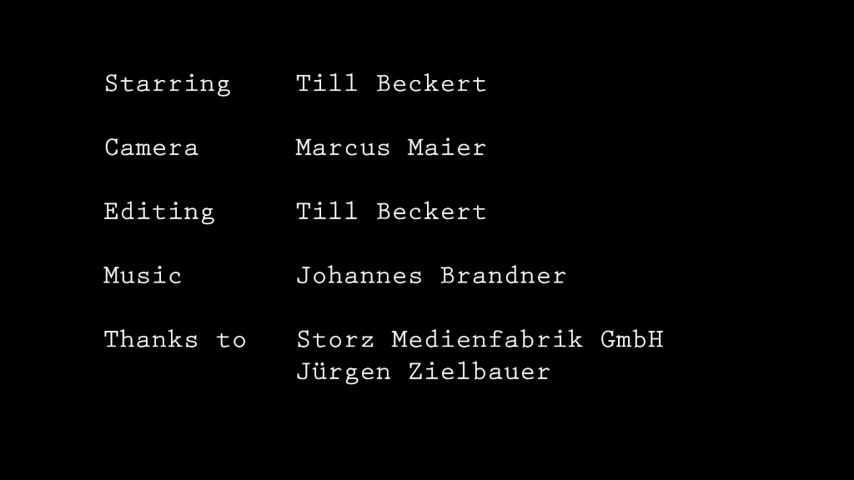 Starring Till Beckert
Camera Marcus Maier
Editing Till Beckert
Music Johannes Brandner
Thanks to Storz Medienfabrik GmbH
Jürgen Zielbauer